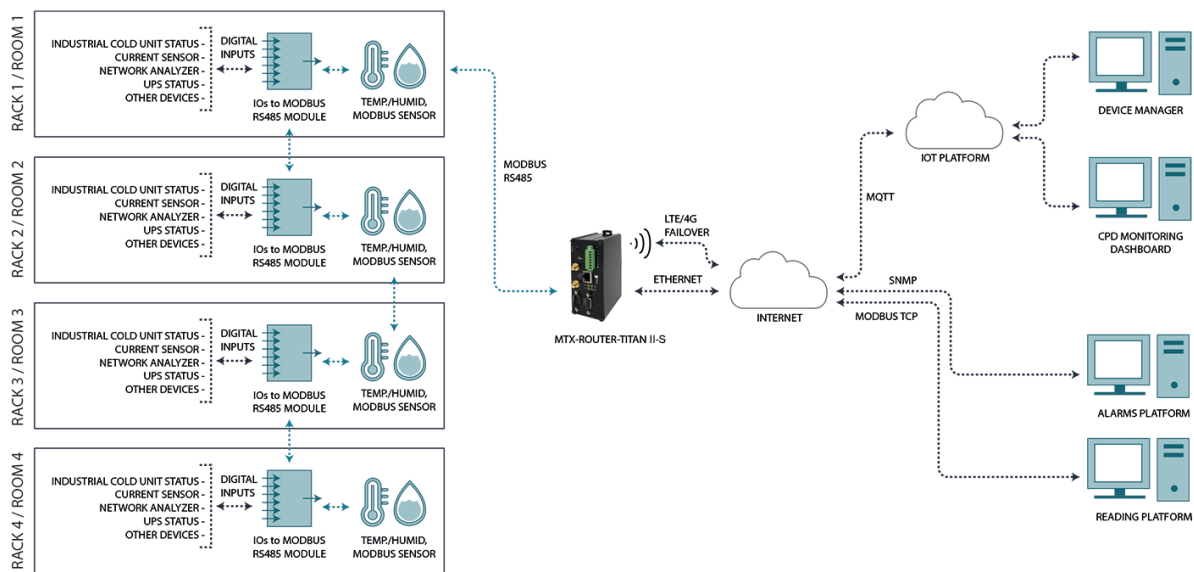 RACK 1 / ROOM 1
INDUSTRIAL COLD UNIT STATUS -
CURRENT SENSOR -
NETWORK ANALYZER -
UPS STATUS -
OTHER DEVICES -
DIGITAL
INPUTS
IOs to MODBUS
RS485 MODULE
TEMP./HUMID,
MODBUS SENSOR
RACK 2 / ROOM 2
INDUSTRIAL COLD UNIT STATUS -
CURRENT SENSOR -
NETWORK ANALYZER -
UPS STATUS -
OTHER DEVICES -
DIGITAL
INPUTS
IOs to MODBUS
RS485 MODULE
TEMP./HUMID,
MODBUS SENSOR
RACK 3 / ROOM 3
INDUSTRIAL COLD UNIT STATUS -
CURRENT SENSOR -
NETWORK ANALYZER -
UPS STATUS -
OTHER DEVICES -
DIGITAL
INPUTS
IOs to MODBUS
RS485 MODULE
TEMP./HUMID,
MODBUS SENSOR
RACK 4 / ROOM 4
INDUSTRIAL COLD UNIT STATUS -
CURRENT SENSOR -
NETWORK ANALYZER -
UPS STATUS -
OTHER DEVICES -
DIGITAL
INPUTS
IOs to MODBUS
RS485 MODULE
TEMP./HUMID,
MODBUS SENSOR
MODBUS
RS485
MTX-ROUTER-TITAN II-S
LTE/4G
FAILOVER
ETHERNET
INTERNET
MQTT
SNMP
MODBUS TCP
IOT PLATFORM
DEVICE MANAGER
CPD MONITORING
DASHBOARD
ALARMS PLATFORM
READING PLATFORM